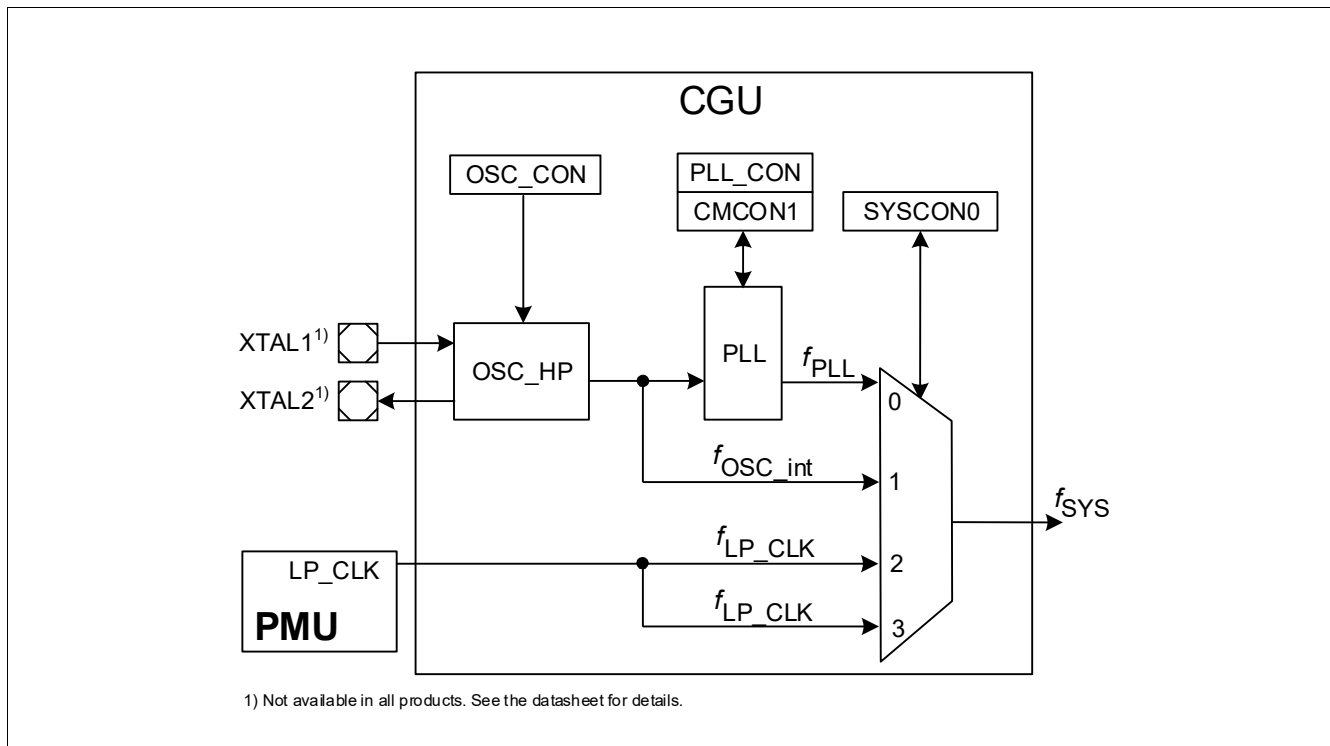 CGU
OSC_CON
PLL_CON
CMCON1
SYSCON0
XTAL11)
XTAL21)
OSC_HP
PLL
fPLL
0
fOSC_int
1
fSYS
LP_CLK
PMU
fLP_CLK
2
fLP_CLK
3
1) Not available in all products. See the datasheet for details.